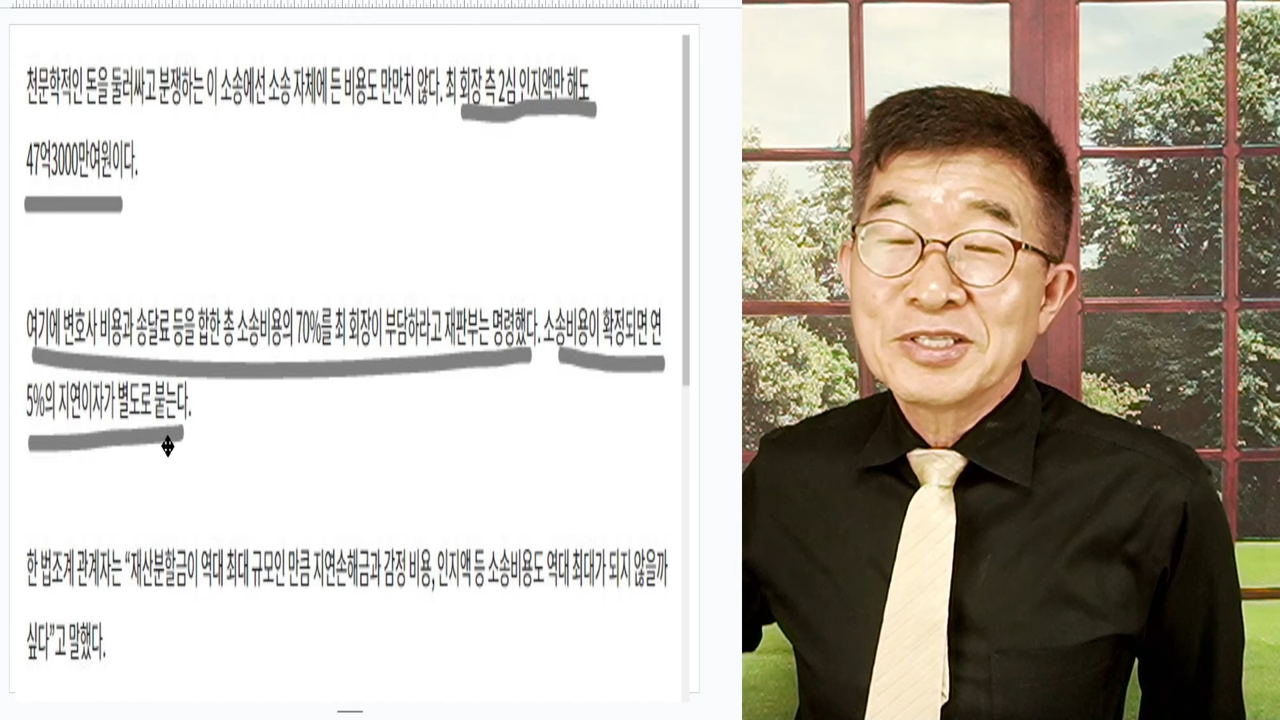 천문학적인 돈을 둘러싸고 분쟁하는 이 소송에선 소송 자체에 든 비용도 만만치 않다. 최 회장 측 2심 인지액만 해도
47억3000만여원이다.
여기에 변호사 비용과 송달료 등을 합한 총 소송비용의 70%를 최 회장이 부담하라고 재판부는 명령했다. 소송비용이 확정되면 연
5%의 지연이자가 별도로 붙는다.
한 법조계 관계자는 “재산분할금이 역대 최대 규모인 만큼 지연손해금과 감정 비용, 인지액 등 소송비용도 역대 최대가 되지 않을까
싶다”고 말했다.